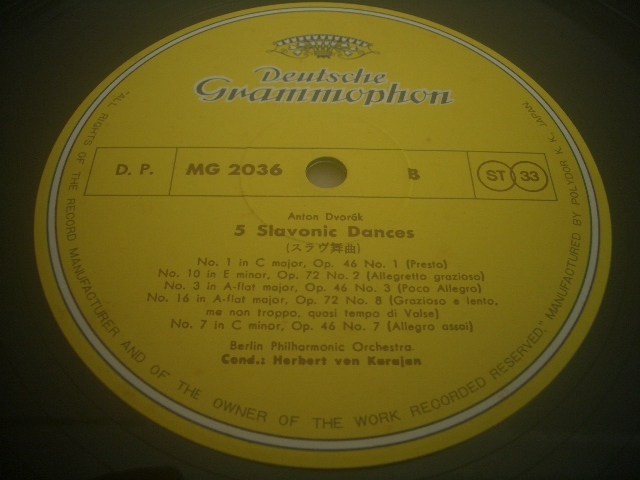 Deutsche
Grammophon
D. P.
MG 2036
B
ST 33
Anton Dvorák
5 Slavonic Dances
(スラヴ舞曲)
No. 1 in C major, Op. 46 No. 1 (Presto)
No. 10 in E minor, Op. 72 No. 2 (Allegretto grazioso)
No. 3 in A-flat major, Op. 46 No. 3 (Poco Allegro)
No. 16 in A-flat major, Op. 72 No. 8 (Grazioso e lento,
me non troppo, quasi tempo di Valse)
No. 7 in C minor, Op. 46 No. 7 (Allegro assai)
Berlin Philharmonic Orchestra
Cond.: Herbert von Karajan
"ALL RIGHTS OF THE RECORD MANUFACTURER AND OF THE OWNER OF THE WORK RECORDED RESERVED," MANUFACTURED BY POLYDOR K. K., JAPAN